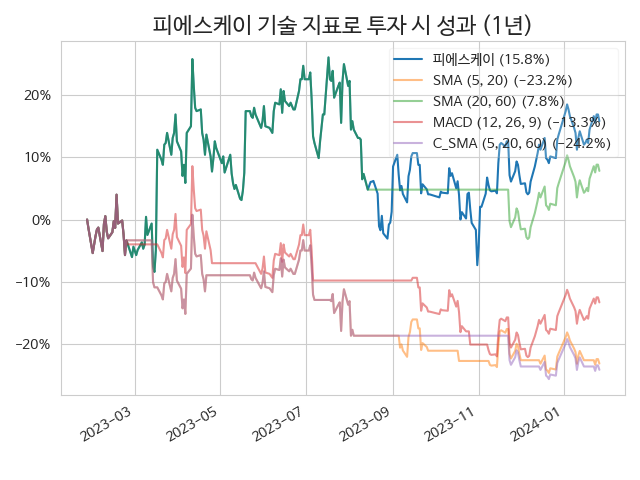 피에스케이 기술 지표로 투자 시 성과 (1년)
피에스케이 (15.8%)
SMA (5, 20) (−23.2%)
SMA (20, 60) (7.8%)
MACD (12, 26, 9) (−13.3%)
C_SMA (5, 20, 60) (−24.2%)
20%
10%
0%
−10%
−20%
2023−03
2023−05
2023−07
2023−09
2023−11
2024−01